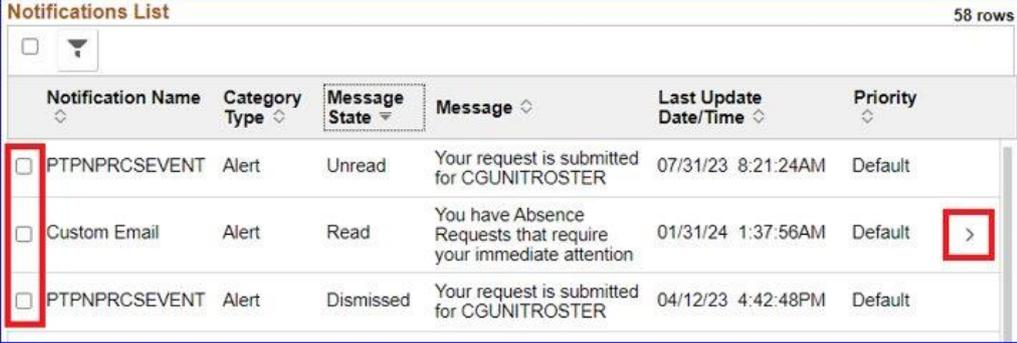 Notifications List 58 rows
Notification Name Category Type Message State Message Last Update Date/Time Priority
PTPNPRCSEVENT Alert Unread Your request is submitted for CGUNITROSTER 07/31/23 8:21:24AM Default
Custom Email Alert Read You have Absence Requests that require your immediate attention 01/31/24 1:37:56AM Default
PTPNPRCSEVENT Alert Dismissed Your request is submitted for CGUNITROSTER 04/12/23 4:42:48PM Default